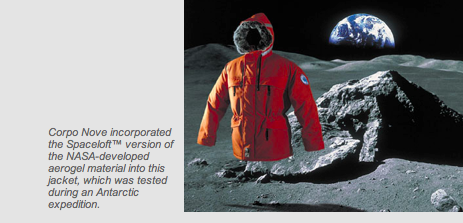 Corpo Nove incorporated
the Spaceloft™ version of
the NASA-developed
aerogel material into this
jacket, which was tested
during an Antarctic
expedition.